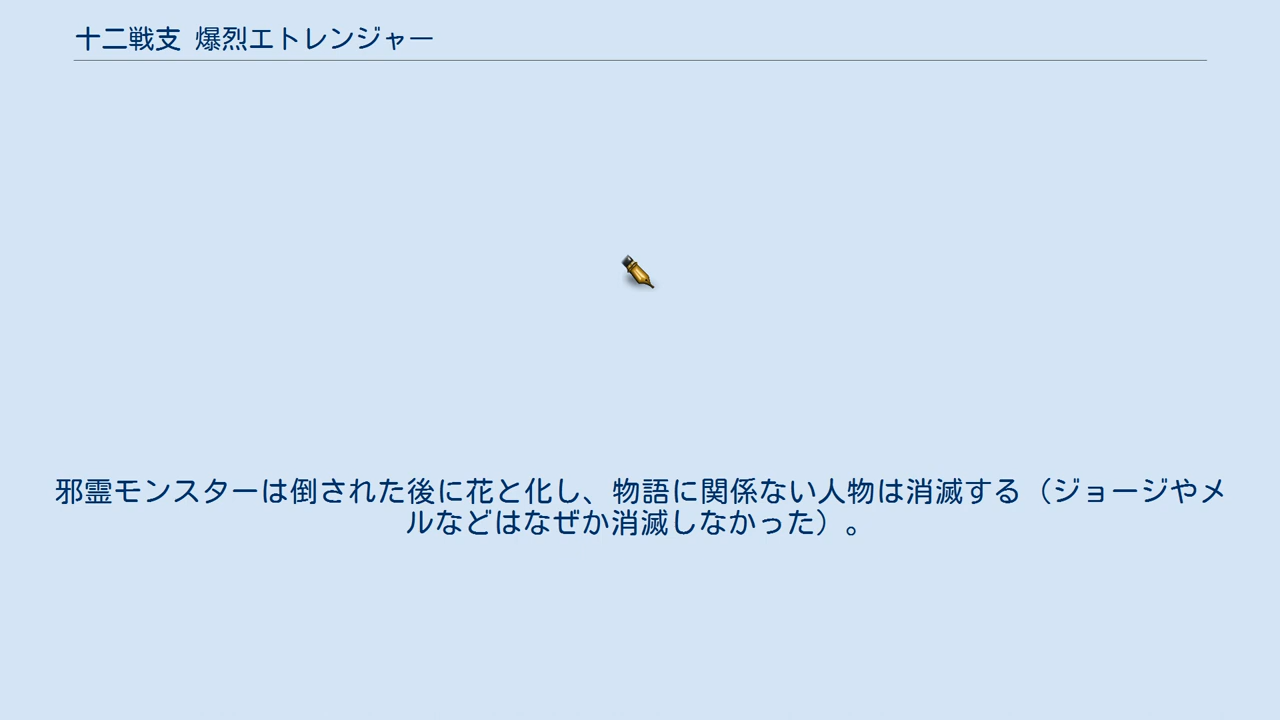 十二戦支 爆烈エトレンジャー
邪霊モンスターは倒された後に花と化し、物語に関係ない人物は消滅する（ジョージやメ
ルなどはなぜか消滅しなかった）。